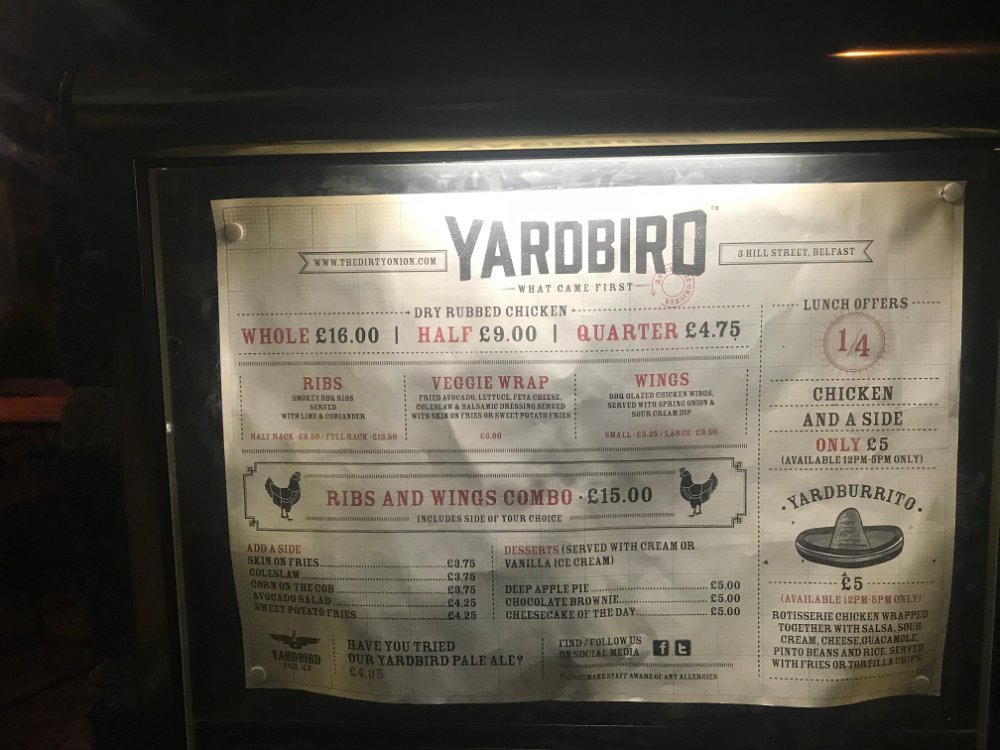 YARDBIRD
TM
WWW.THEDIRTYONION.COM
3 HILL STREET, BELFAST
WHAT CAME FIRST
DRY RUBBED CHICKEN
WHOLE £16.00 | HALF £9.00 | QUARTER £4.75
RIBS
SMOKEY BBQ RIBS
SERVED
WITH LIME & CORIANDER
HALF RACK · £8.50 / FULL RACK · £13.50
VEGGIE WRAP
FRIED AVOCADO, LETTUCE, FETA CHEESE,
COLESLAW & BALSAMIC DRESSING SERVED
WITH SKIN ON FRIES OR SWEET POTATO FRIES
£6.00
WINGS
BBQ GLAZED CHICKEN WINGS,
SERVED WITH SPRING ONION &
SOUR CREAM DIP
SMALL · £5.25 / LARGE · £9.50
RIBS AND WINGS COMBO · £15.00
INCLUDES SIDE OF YOUR CHOICE
ADD A SIDE
SKIN ON FRIES £3.75
COLESLAW £3.75
CORN ON THE COB £3.75
AVOCADO SALAD £4.25
SWEET POTATO FRIES £4.25
DESSERTS (SERVED WITH CREAM OR
VANILLA ICE CREAM)
DEEP APPLE PIE £5.00
CHOCOLATE BROWNIE £5.00
CHEESECAKE OF THE DAY £5.00
YARDBIRD
PALE ALE
HAVE YOU TRIED
OUR YARDBIRD PALE ALE?
£4.35
FIND / FOLLOW US
ON SOCIAL MEDIA
PLEASE MAKE STAFF AWARE OF ANY ALLERGIES
LUNCH OFFERS
1/4
CHICKEN
AND A SIDE
ONLY £5
(AVAILABLE 12PM-5PM ONLY)
· YARDBURRITO ·
£5
(AVAILABLE 12PM-5PM ONLY)
ROTISSERIE CHICKEN WRAPPED
TOGETHER WITH SALSA, SOUR
CREAM, CHEESE, GUACAMOLE,
PINTO BEANS AND RICE. SERVED
WITH FRIES OR TORTILLA CHIPS.